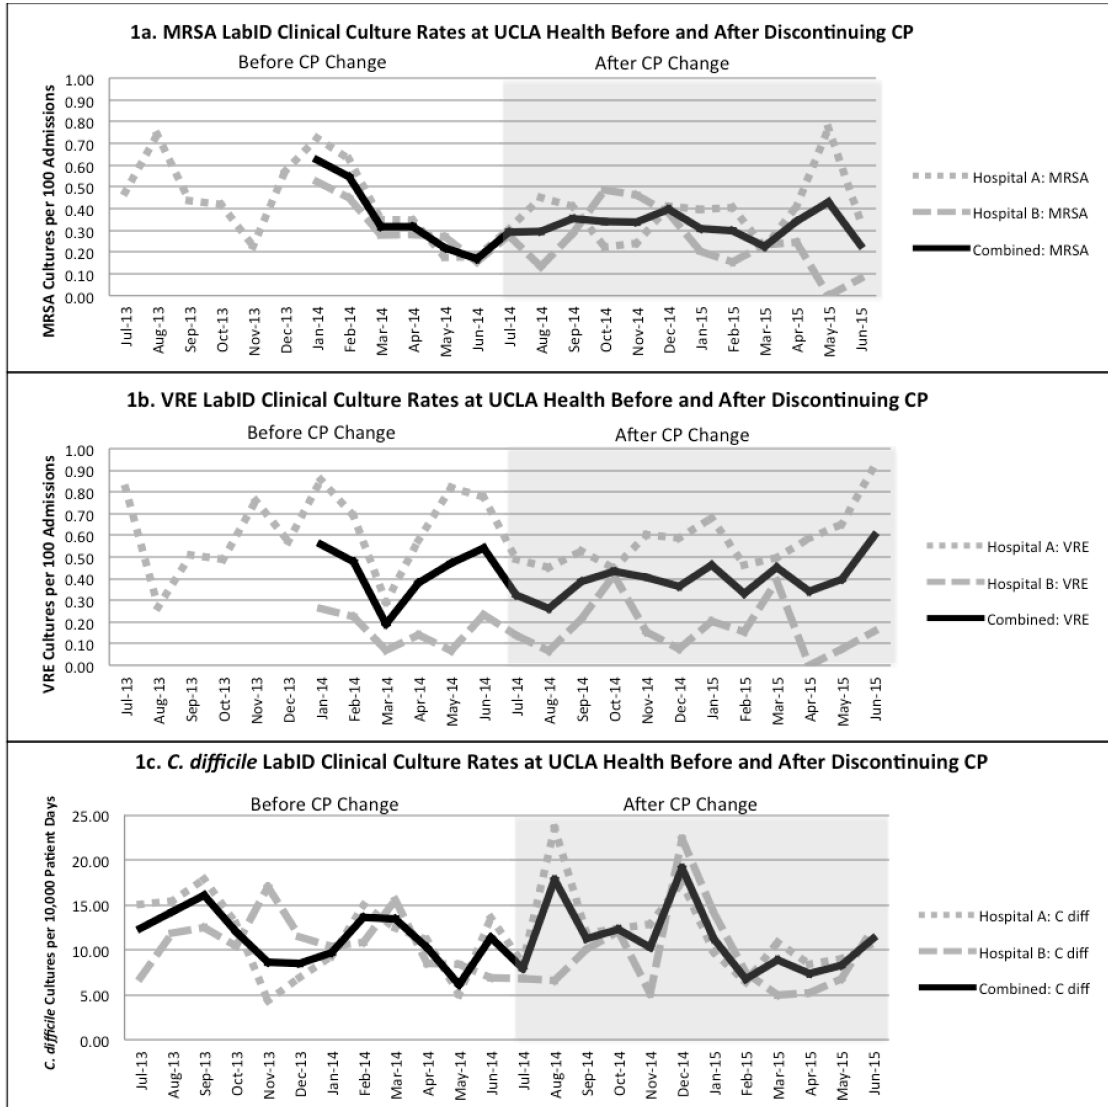 1a. MRSA LabID Clinical Culture Rates at UCLA Health Before and After Discontinuing CP
Before CP Change
After CP Change
MRSA Cultures per 100 Admissions
1.00
0.90
0.80
0.70
0.60
0.50
0.40
0.30
0.20
0.10
0.00
Jul-13
Aug-13
Sep-13
Oct-13
Nov-13
Dec-13
Jan-14
Feb-14
Mar-14
Apr-14
May-14
Jun-14
Jul-14
Aug-14
Sep-14
Oct-14
Nov-14
Dec-14
Jan-15
Feb-15
Mar-15
Apr-15
May-15
Jun-15
Hospital A: MRSA
Hospital B: MRSA
Combined: MRSA
1b. VRE LabID Clinical Culture Rates at UCLA Health Before and After Discontinuing CP
Before CP Change
After CP Change
VRE Cultures per 100 Admissions
1.00
0.90
0.80
0.70
0.60
0.50
0.40
0.30
0.20
0.10
0.00
Jul-13
Aug-13
Sep-13
Oct-13
Nov-13
Dec-13
Jan-14
Feb-14
Mar-14
Apr-14
May-14
Jun-14
Jul-14
Aug-14
Sep-14
Oct-14
Nov-14
Dec-14
Jan-15
Feb-15
Mar-15
Apr-15
May-15
Jun-15
Hospital A: VRE
Hospital B: VRE
Combined: VRE
1c. C. difficile LabID Clinical Culture Rates at UCLA Health Before and After Discontinuing CP
Before CP Change
After CP Change
C. difficile Cultures per 10,000 Patient Days
25.00
20.00
15.00
10.00
5.00
0.00
Jul-13
Aug-13
Sep-13
Oct-13
Nov-13
Dec-13
Jan-14
Feb-14
Mar-14
Apr-14
May-14
Jun-14
Jul-14
Aug-14
Sep-14
Oct-14
Nov-14
Dec-14
Jan-15
Feb-15
Mar-15
Apr-15
May-15
Jun-15
Hospital A: C diff
Hospital B: C diff
Combined: C diff